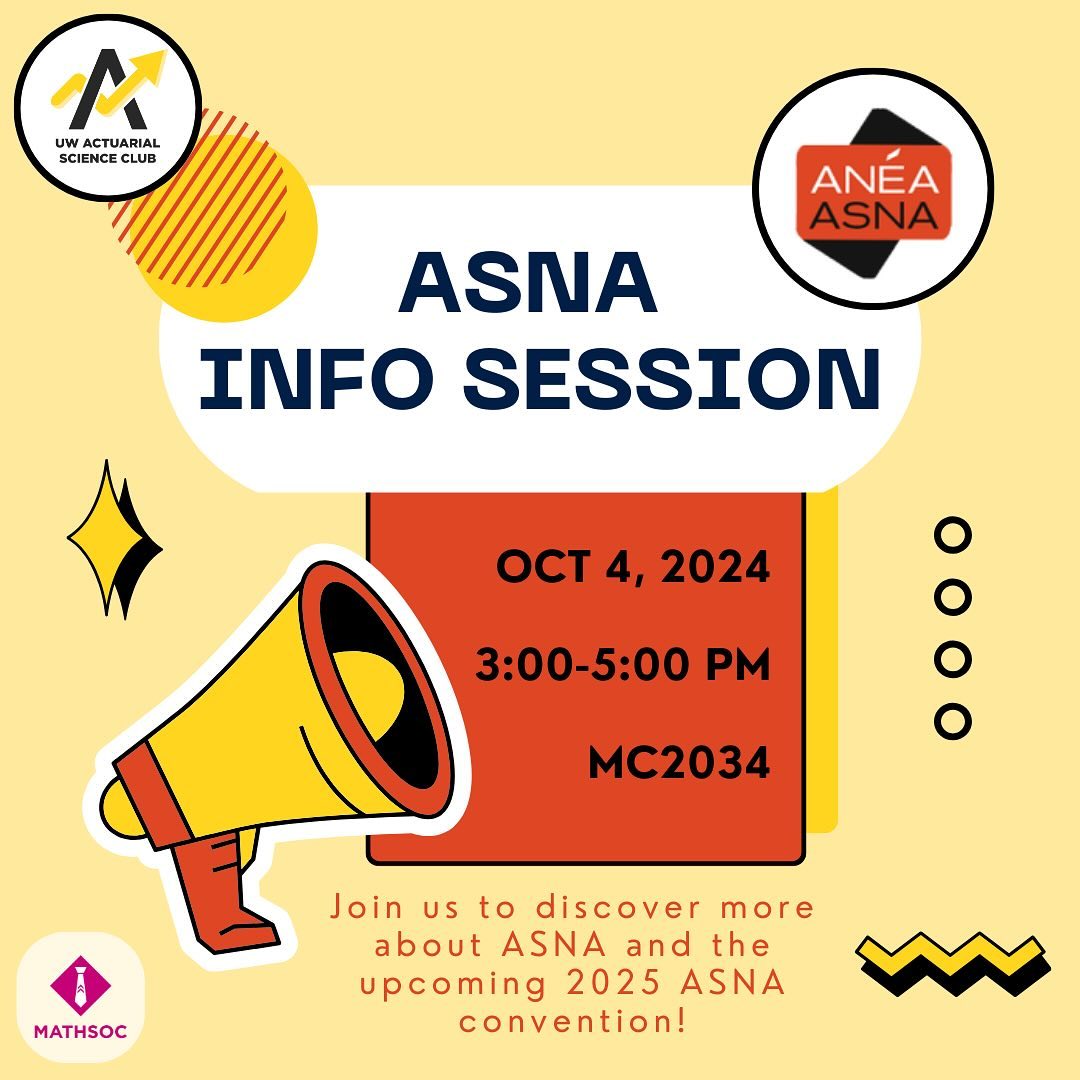 UW ACTUARIAL
SCIENCE CLUB
ANÉA
ASNA
ASNA
INFO SESSION
OCT 4, 2024
3:00-5:00 PM
MC2034
Join us to discover more
about ASNA and the
upcoming 2025 ASNA
convention!
MATHSOC